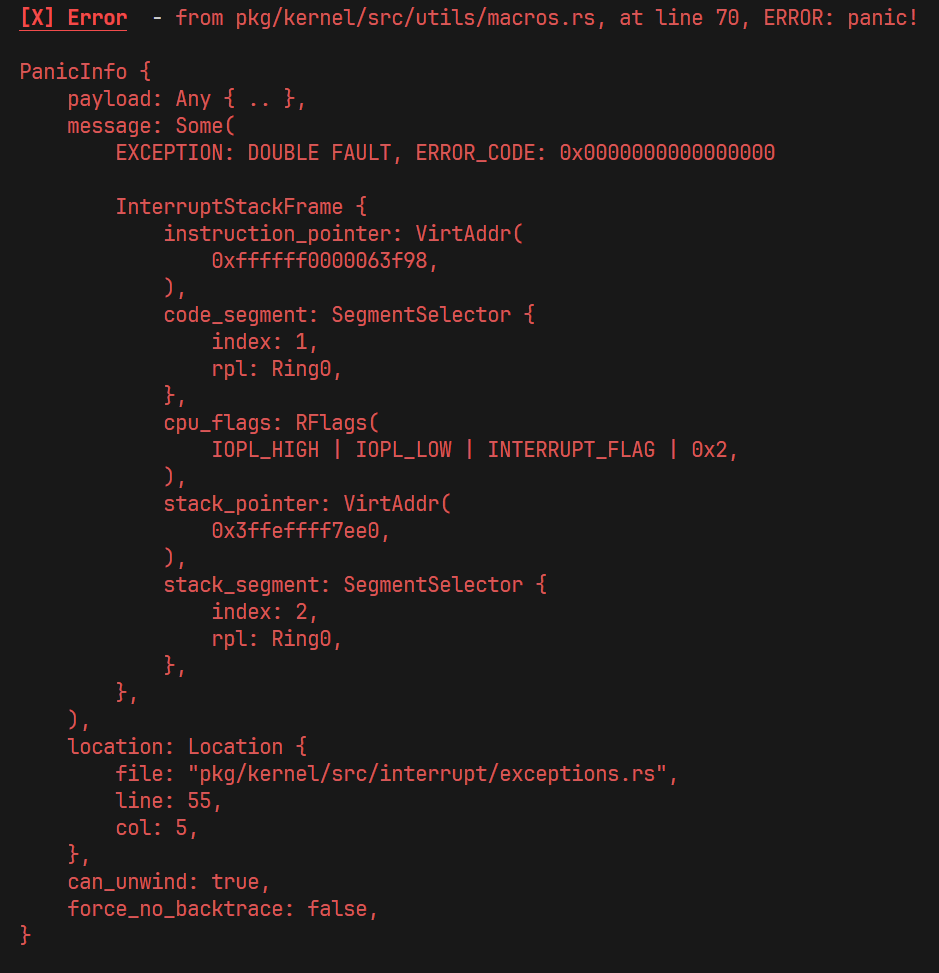 [X] Error  - from pkg/kernel/src/utils/macros.rs, at line 70, ERROR: panic!

PanicInfo {
    payload: Any { .. },
    message: Some(
        EXCEPTION: DOUBLE FAULT, ERROR_CODE: 0x0000000000000000

        InterruptStackFrame {
            instruction_pointer: VirtAddr(
                0xffffff0000063f98,
            ),
            code_segment: SegmentSelector {
                index: 1,
                rpl: Ring0,
            },
            cpu_flags: RFlags(
                IOPL_HIGH | IOPL_LOW | INTERRUPT_FLAG | 0x2,
            ),
            stack_pointer: VirtAddr(
                0x3ffeffff7ee0,
            ),
            stack_segment: SegmentSelector {
                index: 2,
                rpl: Ring0,
            },
        },
    ),
    location: Location {
        file: "pkg/kernel/src/interrupt/exceptions.rs",
        line: 55,
        col: 5,
    },
    can_unwind: true,
    force_no_backtrace: false,
}